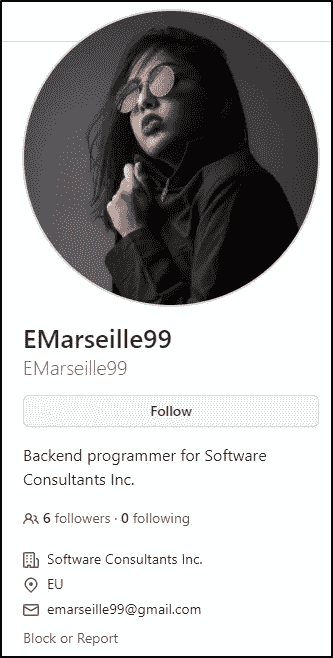 EMarseille99
EMarseille99
Follow
Backend programmer for Software
Consultants Inc.
6 followers · 0 following
Software Consultants Inc.
EU
emarseille99@gmail.com
Block or Report